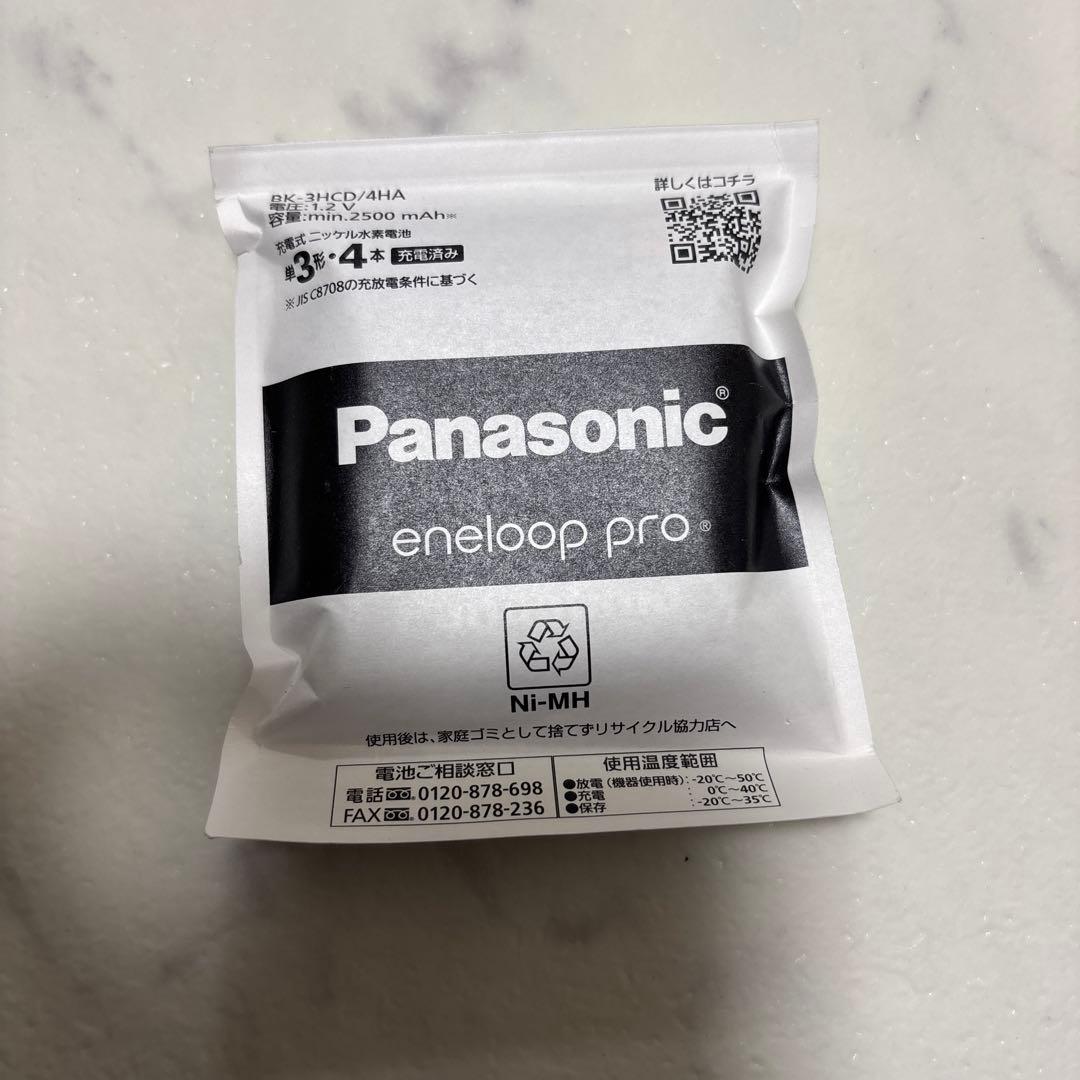 BK-3HCD/4HA
電圧:1.2 V
容量:min.2500 mAh※
充電式 ニッケル水素電池
単3形・4本 充電済み
※JIS C8708の充放電条件に基づく
詳しくはコチラ
Panasonic®
eneloop pro®
Ni-MH
使用後は、家庭ゴミとして捨てずリサイクル協力店へ
電池ご相談窓口
電話 0120-878-698
FAX 0120-878-236
使用温度範囲
●放電(機器使用時):-20℃~50℃
●充電 : 0℃~40℃
●保存 :-20℃~35℃